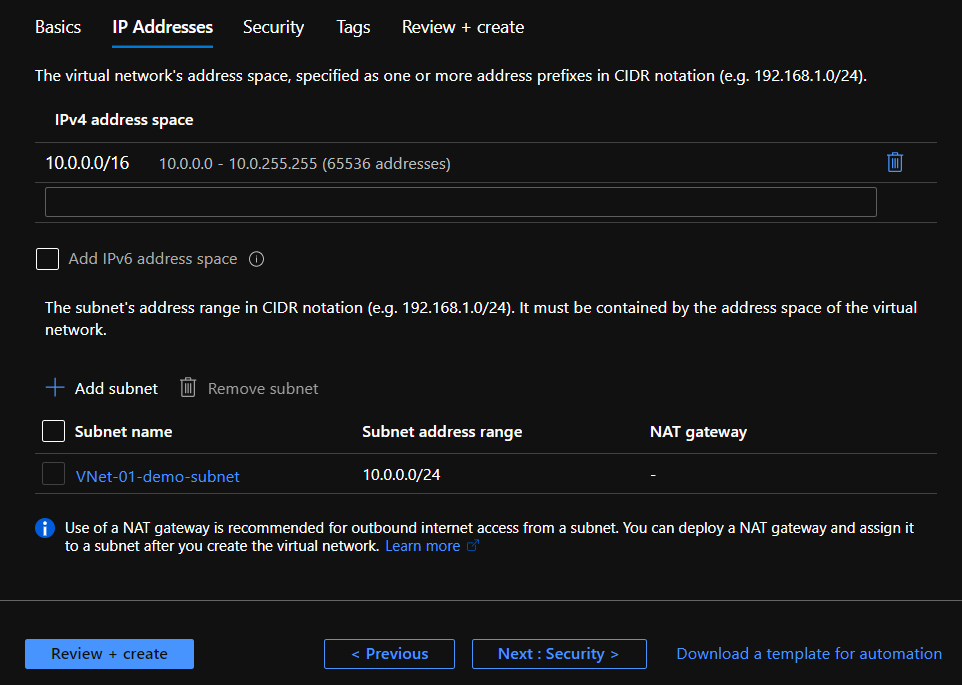 Basics IP Addresses Security Tags Review + create
The virtual network's address space, specified as one or more address prefixes in CIDR notation (e.g. 192.168.1.0/24).
IPv4 address space
10.0.0.0/16 10.0.0.0 - 10.0.255.255 (65536 addresses)
Add IPv6 address space
The subnet's address range in CIDR notation (e.g. 192.168.1.0/24). It must be contained by the address space of the virtual
network.
Add subnet Remove subnet
Subnet name Subnet address range NAT gateway
VNet-01-demo-subnet 10.0.0.0/24 -
Use of a NAT gateway is recommended for outbound internet access from a subnet. You can deploy a NAT gateway and assign it
to a subnet after you create the virtual network. Learn more
Review + create < Previous Next : Security > Download a template for automation